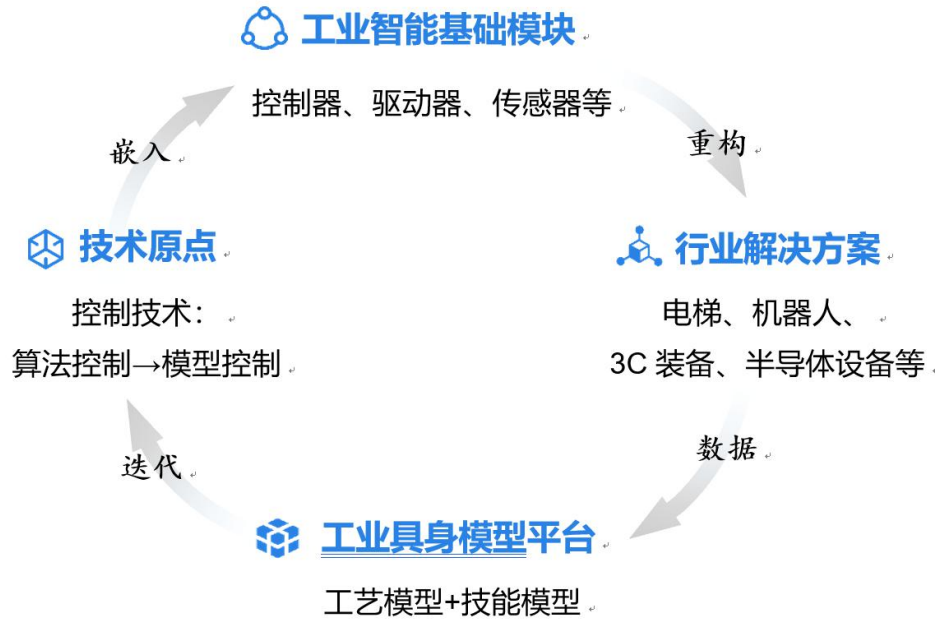 工业智能基础模块
控制器、驱动器、传感器等
嵌入
重构
技术原点
行业解决方案
控制技术：
电梯、机器人、
算法控制→模型控制
3C 装备、半导体设备等
迭代
数据
工业具身模型平台
工艺模型+技能模型